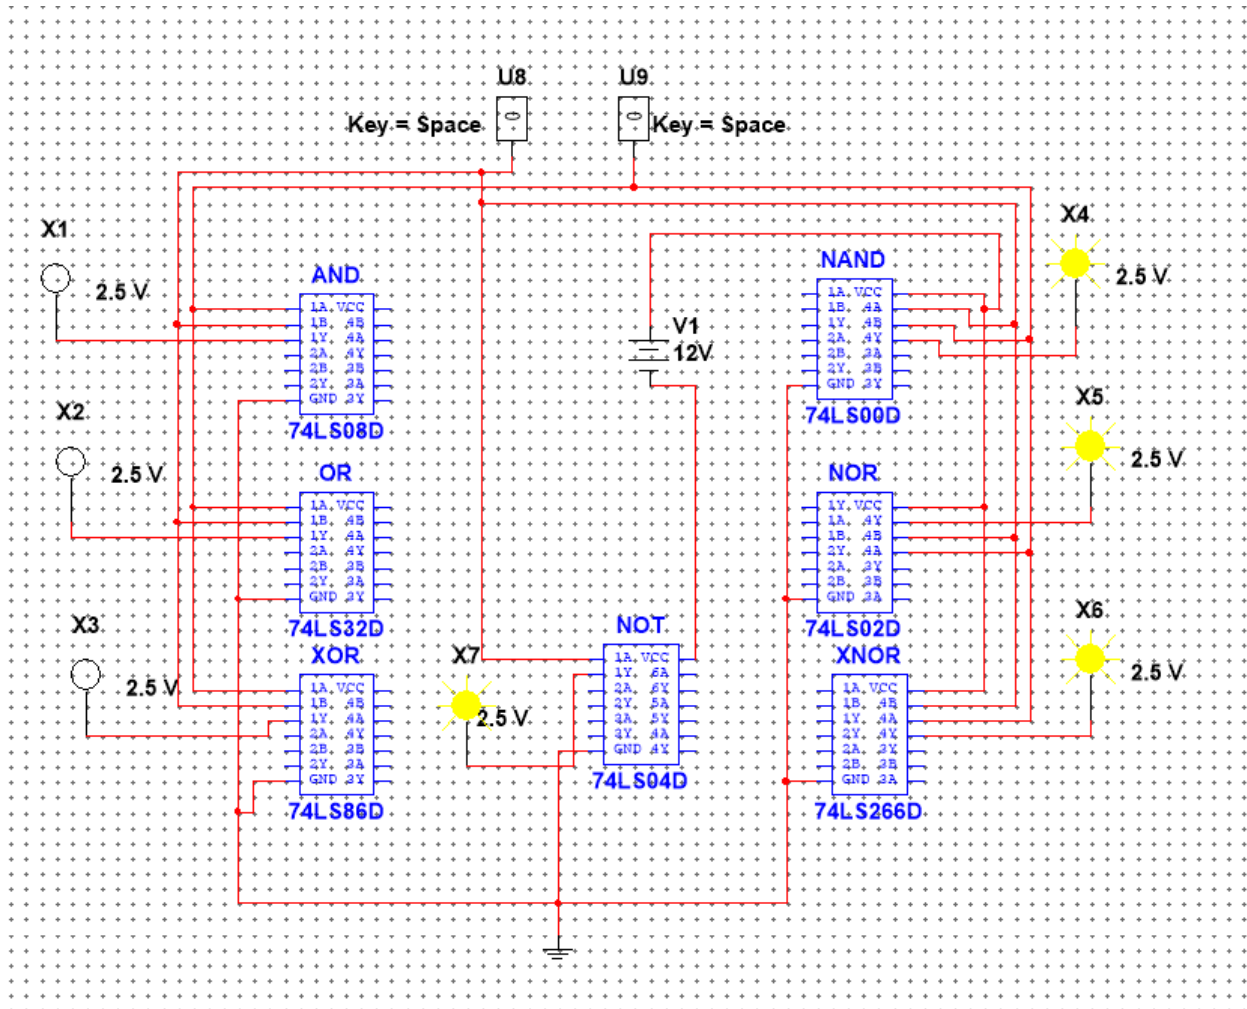 U8
U9
Key = Space
Key = Space
X1
2.5 V
AND
1A VCC
1B 4B
1Y 4A
2A 4Y
2B 3B
2Y 3A
GND 3Y
74LS08D
X2
2.5 V
OR
1A VCC
1B 4B
1Y 4A
2A 4Y
2B 3B
2Y 3A
GND 3Y
74LS32D
X3
2.5 V
XOR
1A VCC
1B 4B
1Y 4A
2A 4Y
2B 3B
2Y 3A
GND 3Y
74LS86D
V1
12V
X7
2.5 V
NOT
1A VCC
1Y 6A
2A 6Y
2Y 5A
3A 5Y
3Y 4A
GND 4Y
74LS04D
NAND
1A VCC
1B 4A
1Y 4B
2A 4Y
2B 3A
2Y 3B
GND 3Y
74LS00D
X4
2.5 V
NOR
1Y VCC
1A 4Y
1B 4B
2Y 4A
2A 3Y
2B 3B
GND 3A
74LS02D
X5
2.5 V
XNOR
1A VCC
1B 4B
1Y 4A
2Y 4Y
2A 3Y
2B 3B
GND 3A
74LS266D
X6
2.5 V